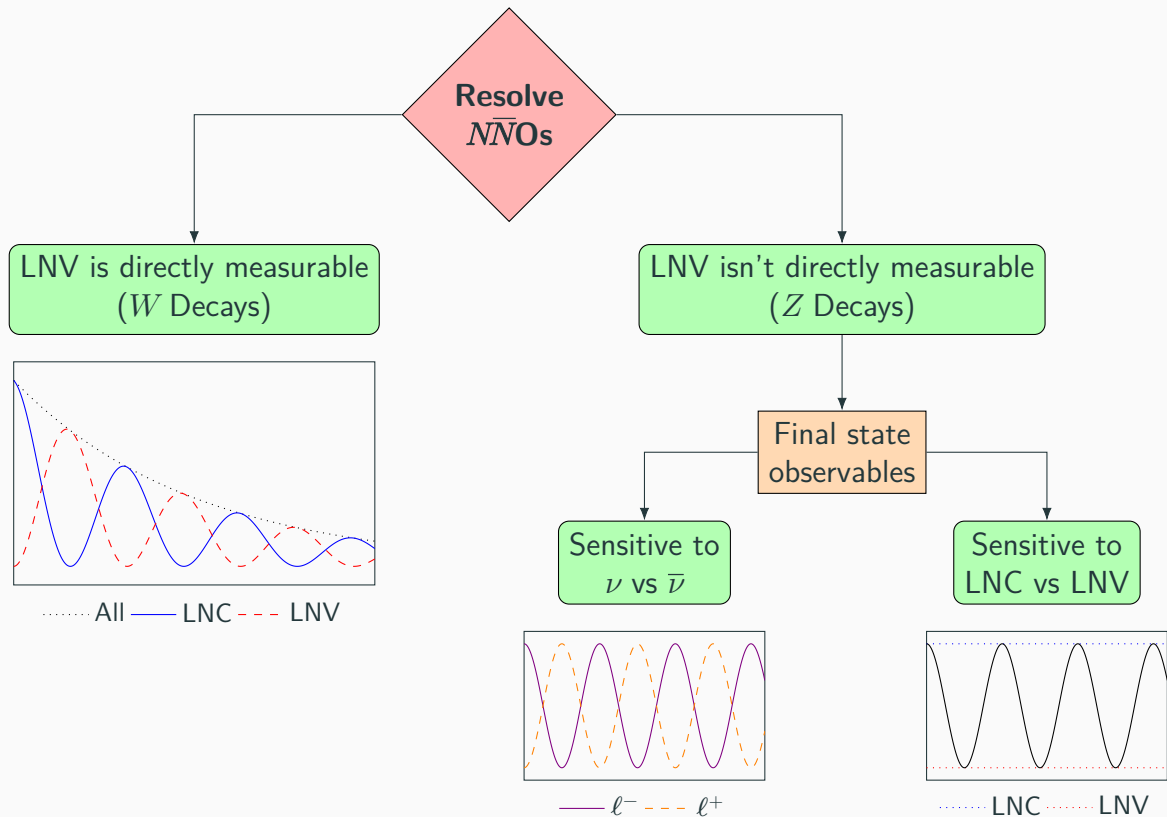 Resolve
NN̅Os
LNV is directly measurable
(W Decays)
LNV isn't directly measurable
(Z Decays)
Final state
observables
All LNC LNV
Sensitive to
ν vs ν̅
Sensitive to
LNC vs LNV
ℓ⁻ ℓ⁺
LNC LNV